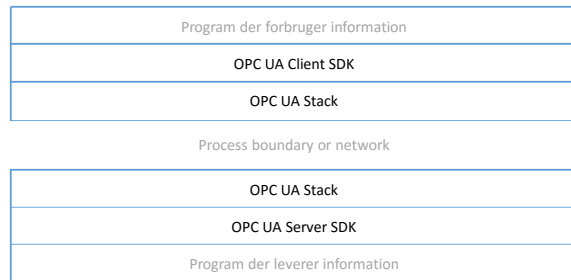 Program der forbruger information
OPC UA Client SDK
OPC UA Stack
Process boundary or network
OPC UA Stack
OPC UA Server SDK
Program der leverer information